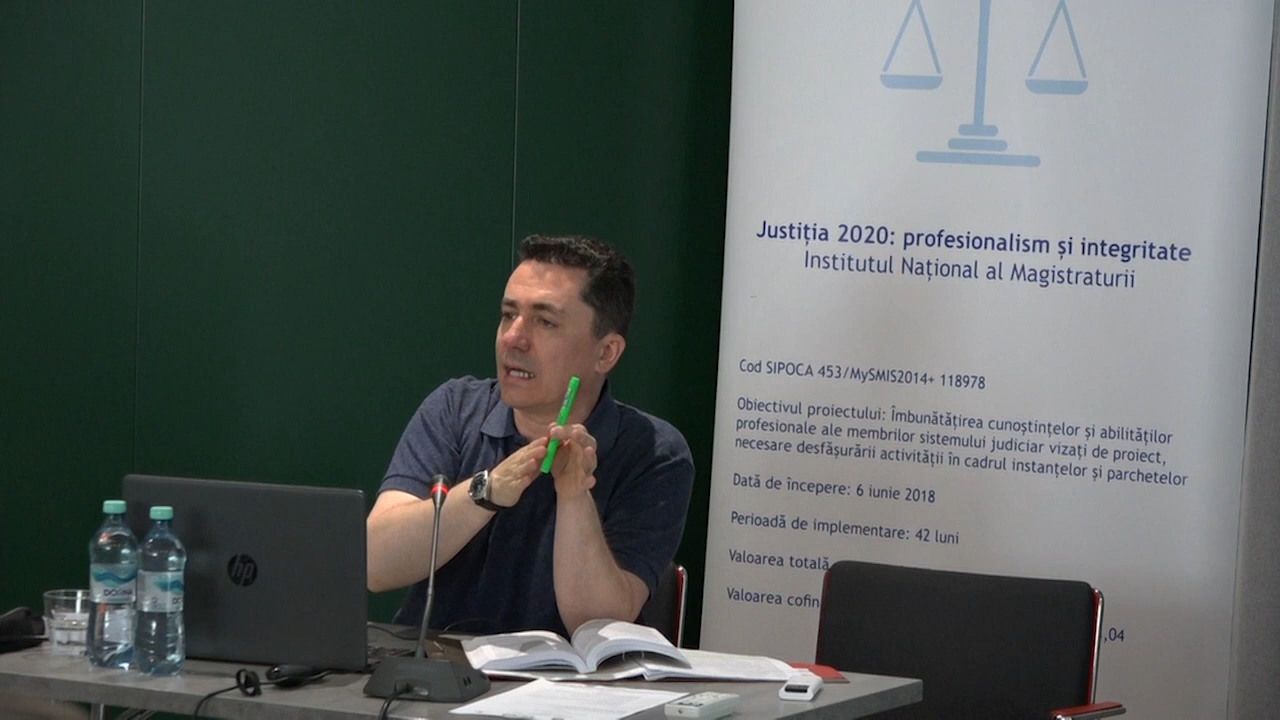 Justiția 2020: profesionalism și integritate
Institutul Național al Magistraturii
Cod SIPOCA 453/MySMIS2014+ 118978
Obiectivul proiectului: Îmbunătățirea cunoștințelor și abilităților
profesionale ale membrilor sistemului judiciar vizați de proiect,
necesare desfășurării activității în cadrul instanțelor și parchetelor
Dată de începere: 6 iunie 2018
Perioadă de implementare: 42 luni
Valoarea totală
Valoarea cofin
,04
hp